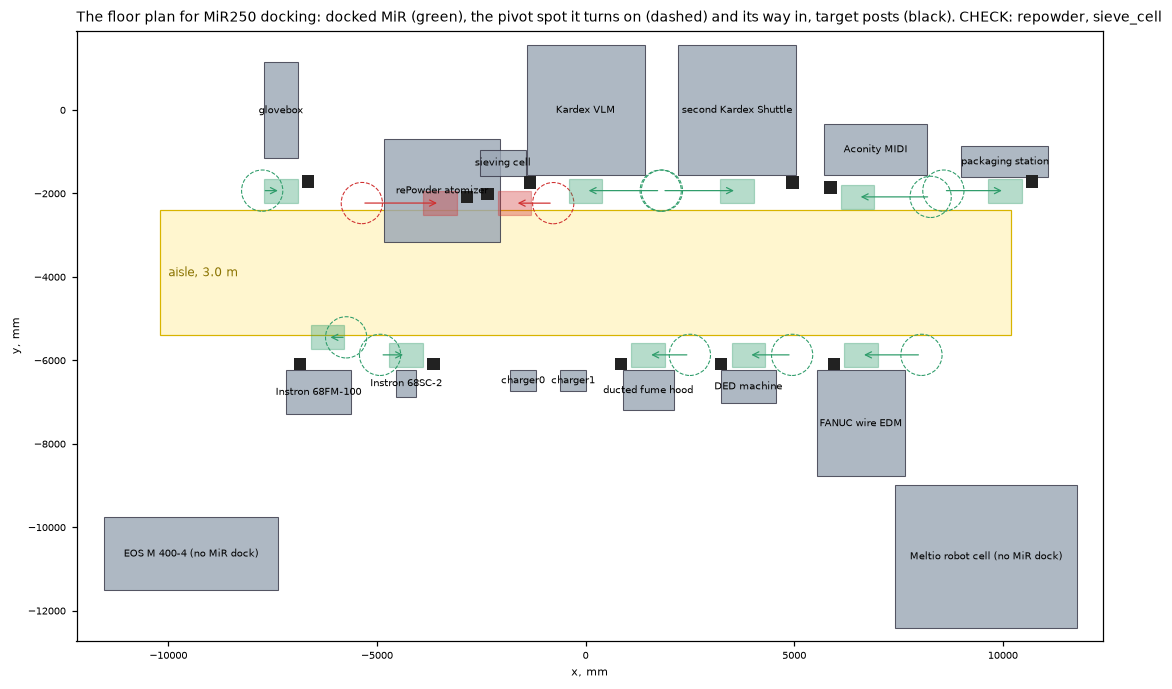 The floor plan for MiR250 docking: docked MiR (green), the pivot spot it turns on (dashed) and its way in, target posts (black). CHECK: repowder, sieve_cell
glovebox
Kardex VLM
second Kardex Shuttle
Aconity MIDI
sieving cell
packaging station
rePowder atomizer
aisle, 3.0 m
Instron 68FM-100
Instron 68SC-2
charger0
charger1
ducted fume hood
DED machine
FANUC wire EDM
EOS M 400-4 (no MiR dock)
Meltio robot cell (no MiR dock)
y, mm
0
−2000
−4000
−6000
−8000
−10000
−12000
−10000
−5000
0
5000
10000
x, mm